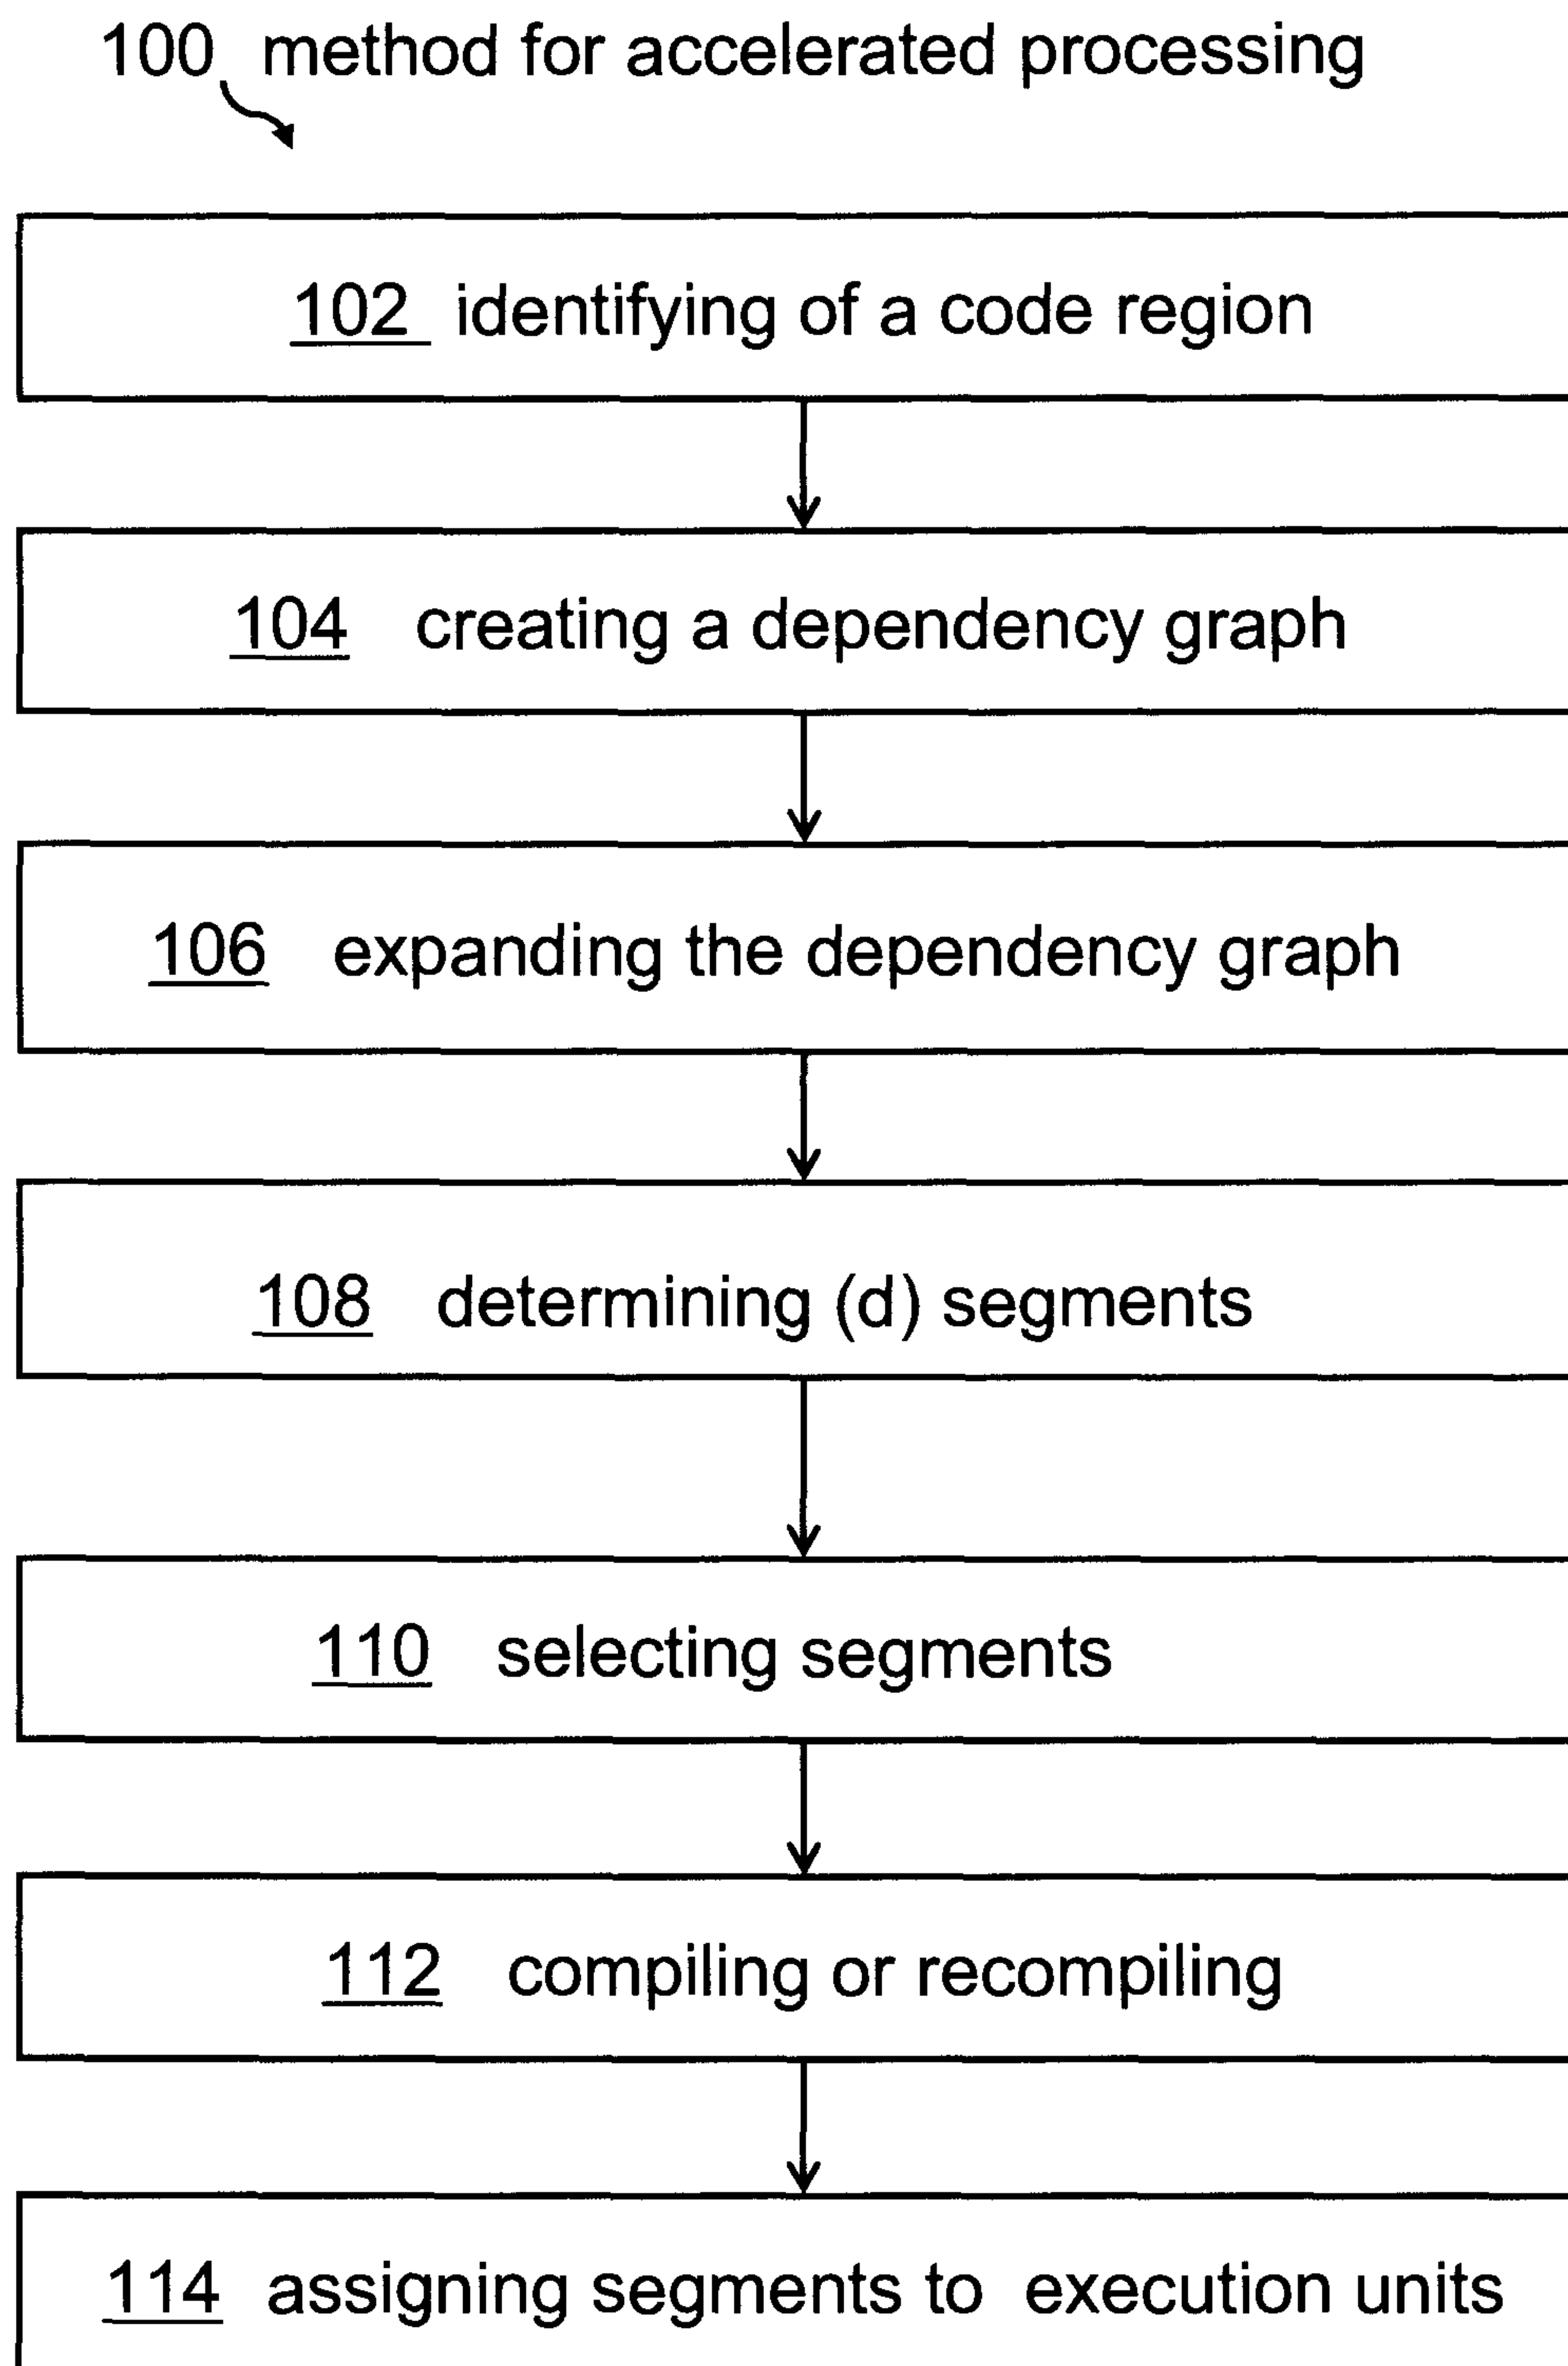 100 method for accelerated processing
102 identifying of a code region
104 creating a dependency graph
106 expanding the dependency graph
108 determining (d) segments
110 selecting segments
112 compiling or recompiling
114 assigning segments to execution units